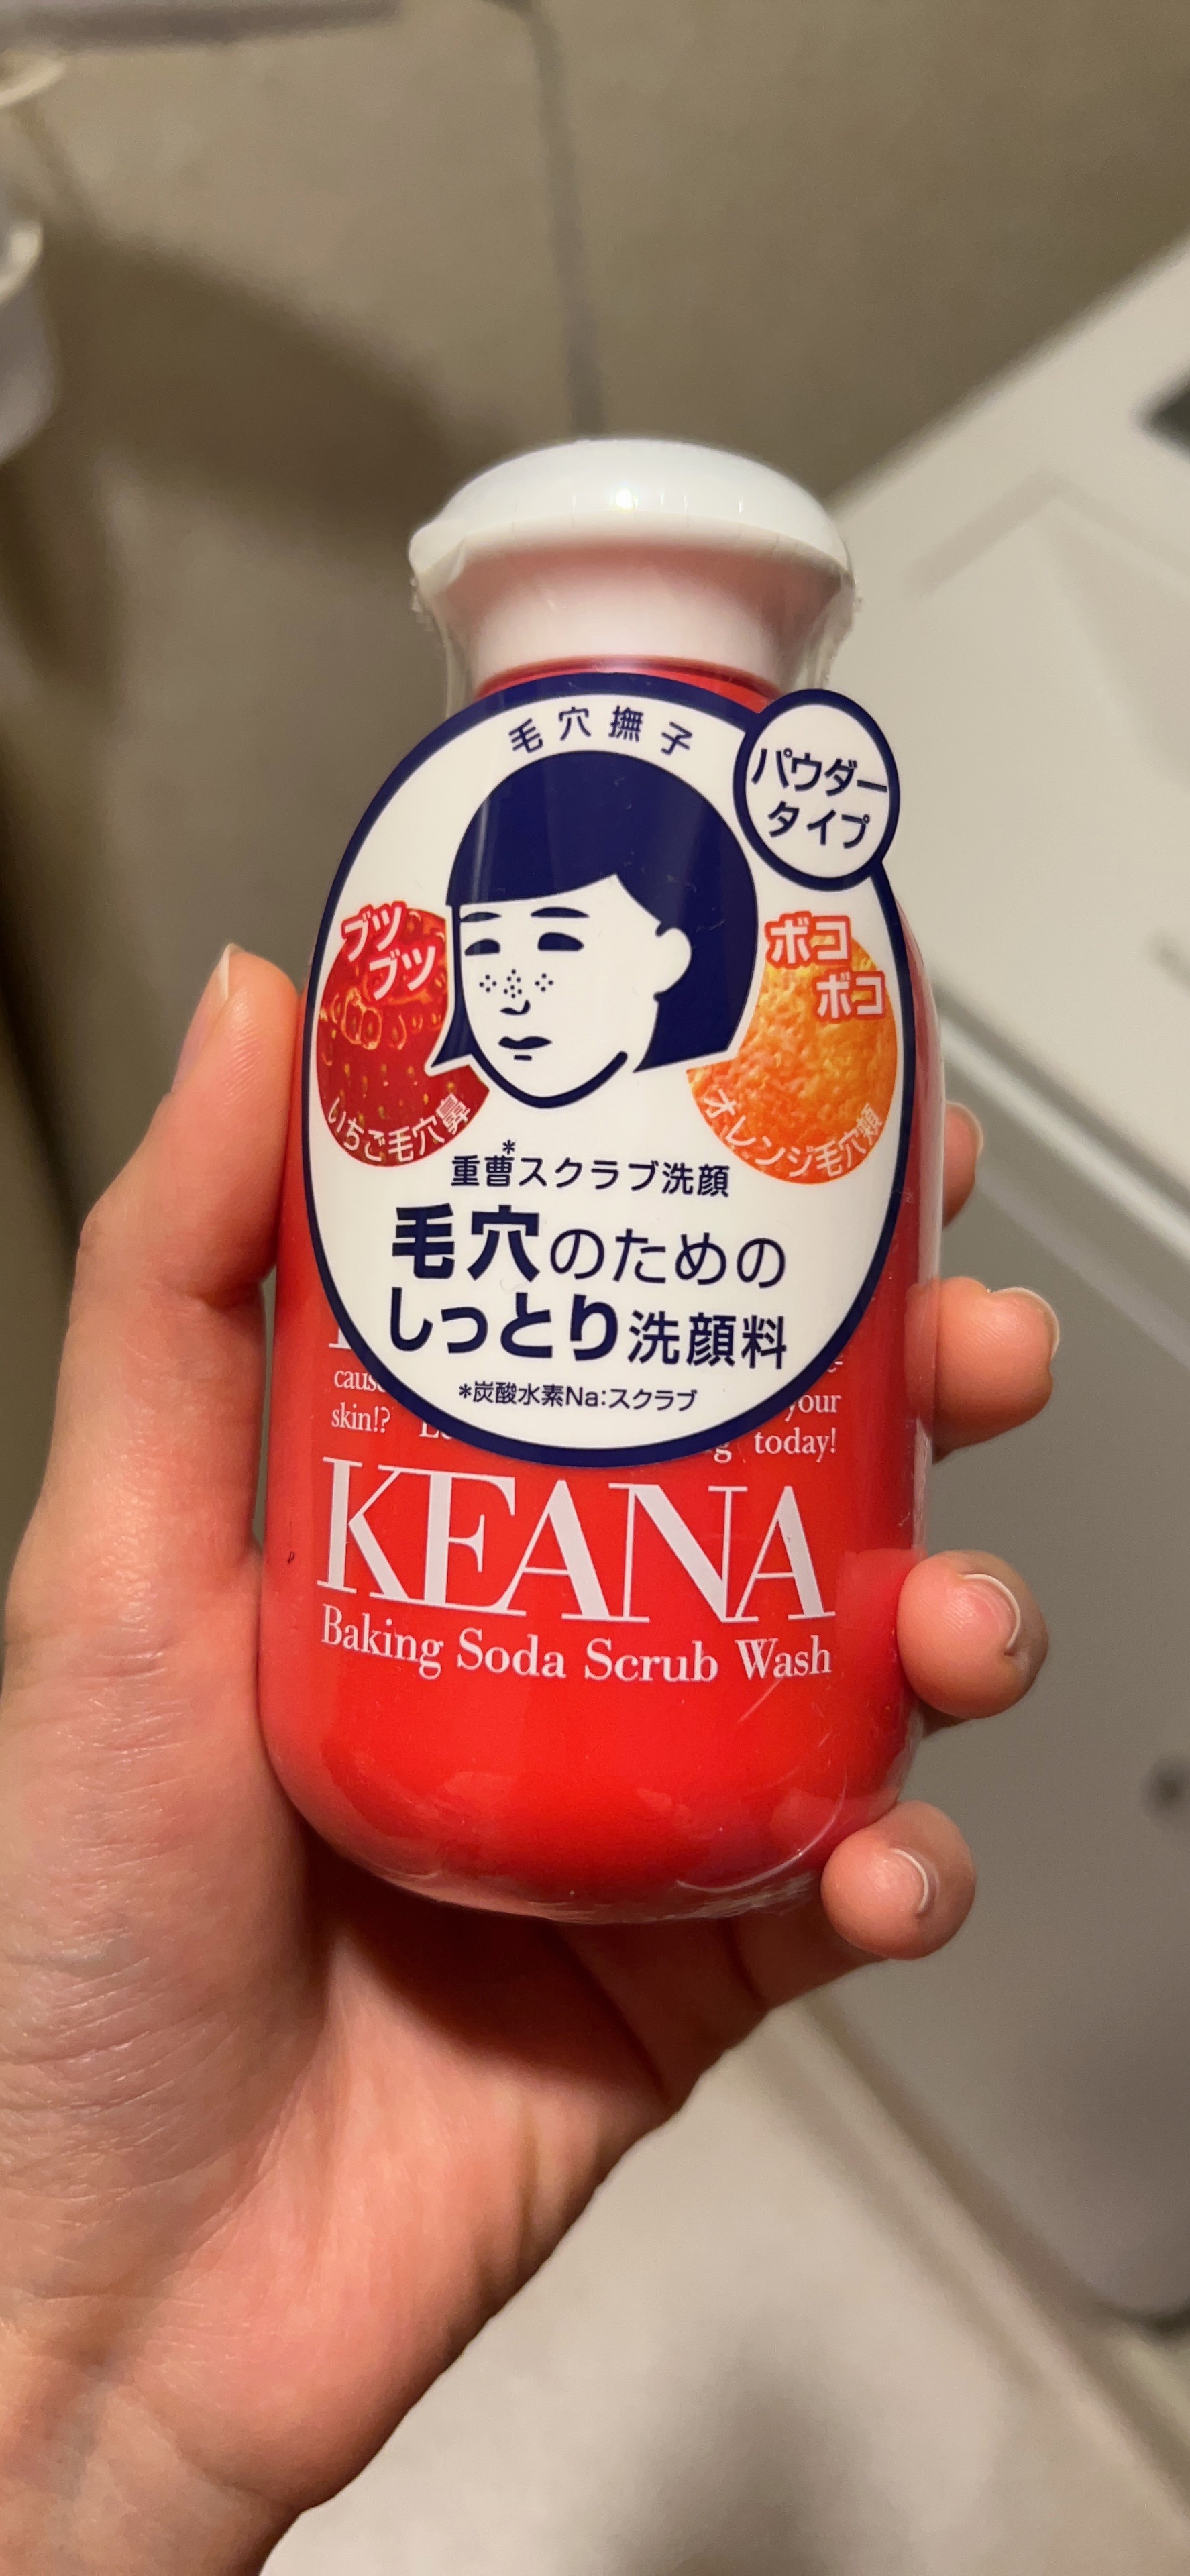 毛穴撫子
パウダー
タイプ
ブツ
ブツ
いちご毛穴鼻
ボコ
ボコ
オレンジ毛穴頬
重曹*スクラブ洗顔
毛穴のための
しっとり洗顔料
*炭酸水素Na:スクラブ
your
skin!?
today!
KEANA
Baking Soda Scrub Wash